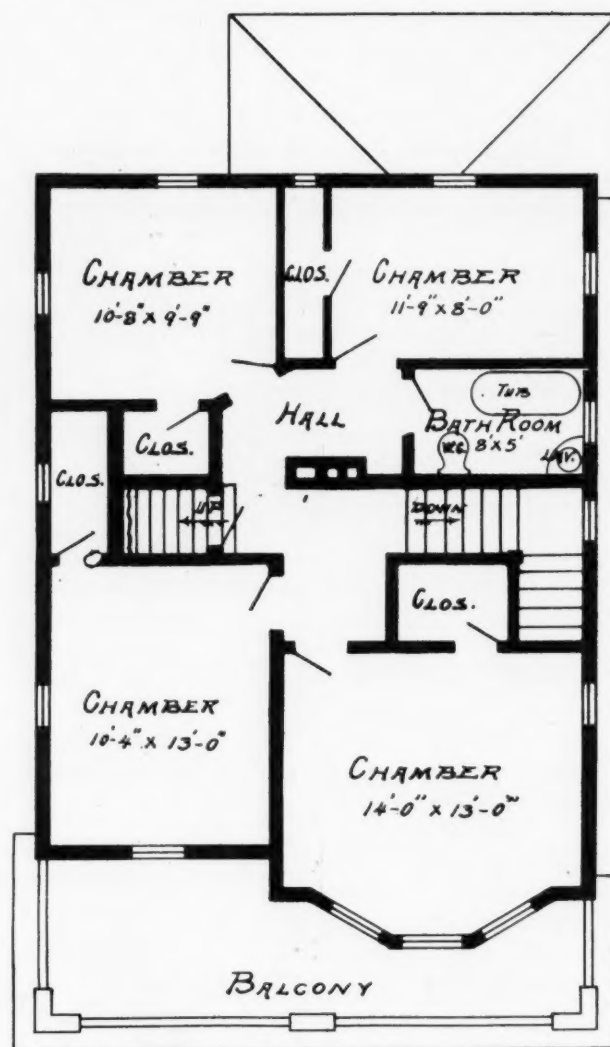 CHAMBER
10'-8" x 9'-9"
CLOS.
CHAMBER
11'-9" x 8'-0"
HALL
TUB
BATH ROOM
8' x 5'
W.C.
LAV.
CLOS.
CLOS.
UP
DOWN
CLOS.
CHAMBER
10'-4" x 13'-0"
CHAMBER
14'-0" x 13'-0"
BALCONY